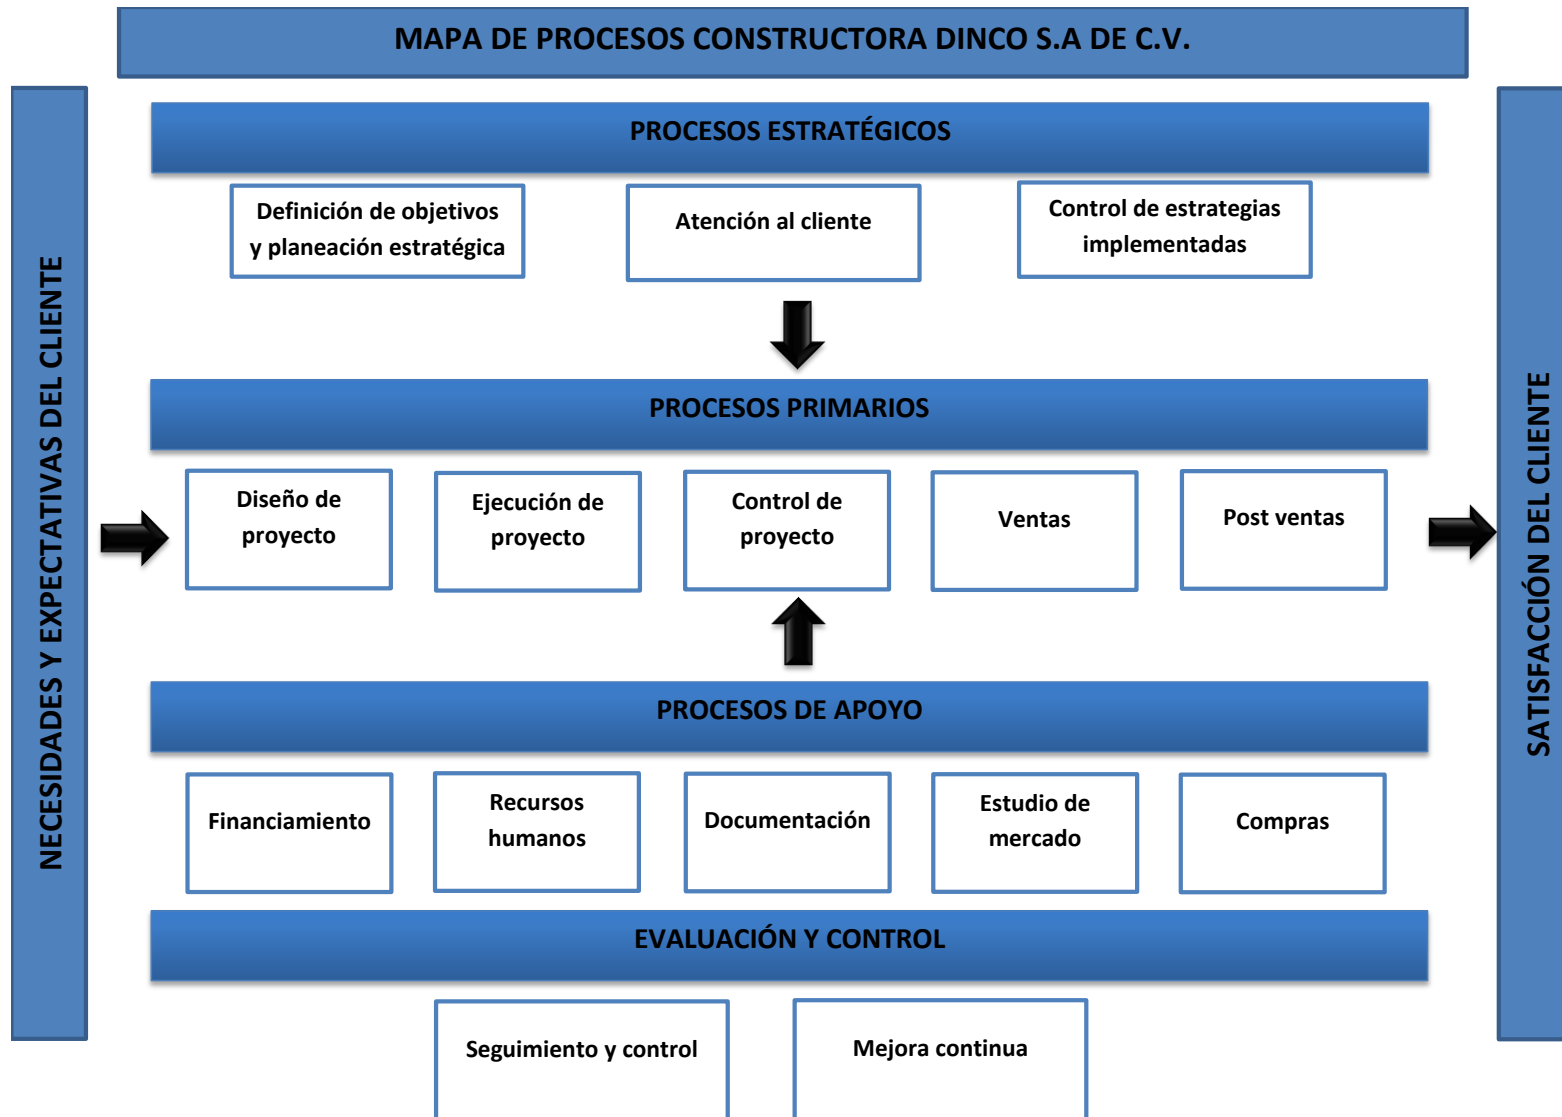 MAPA DE PROCESOS CONSTRUCTORA DINCO S.A DE C.V.
NECESIDADES Y EXPECTATIVAS DEL CLIENTE
PROCESOS ESTRATÉGICOS
Definición de objetivos
y planeación estratégica
Atención al cliente
Control de estrategias
implementadas
PROCESOS PRIMARIOS
Diseño de
proyecto
Ejecución de
proyecto
Control de
proyecto
Ventas
Post ventas
PROCESOS DE APOYO
Financiamiento
Recursos
humanos
Documentación
Estudio de
mercado
Compras
EVALUACIÓN Y CONTROL
Seguimiento y control
Mejora continua
SATISFACCIÓN DEL CLIENTE